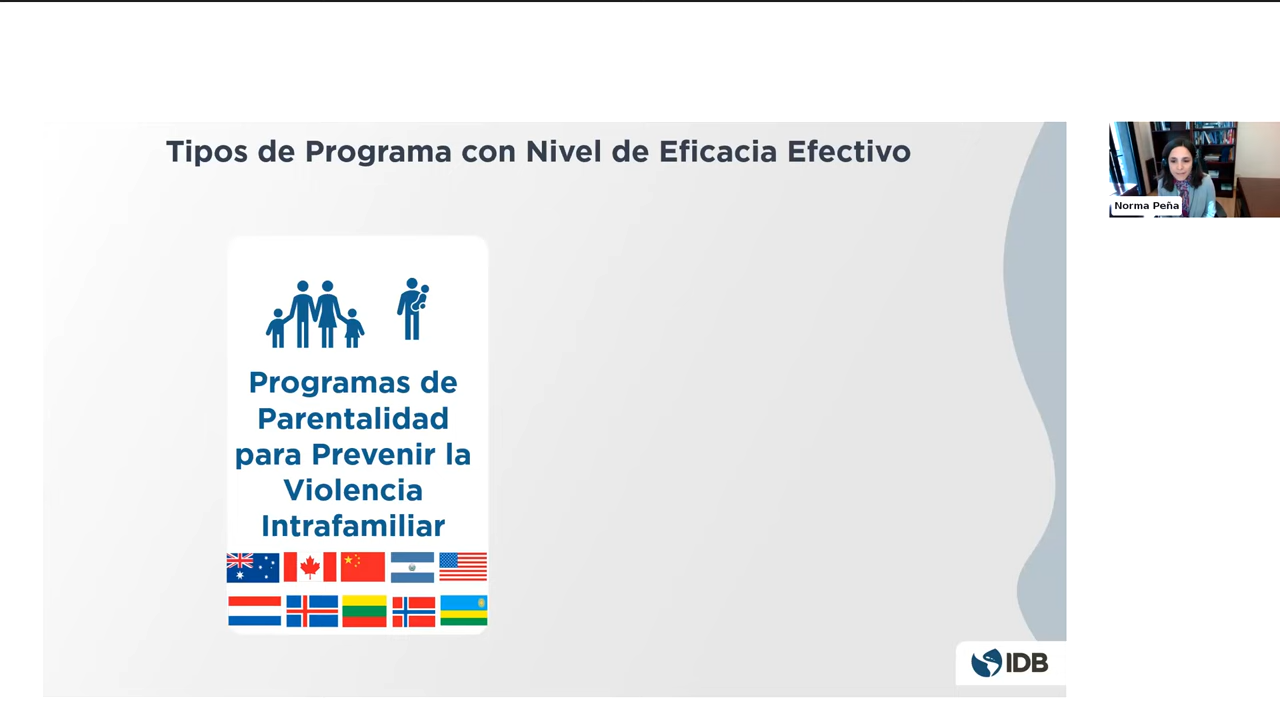 Tipos de Programa con Nivel de Eficacia Efectivo
Norma Peña
Programas de
Parentalidad
para Prevenir la
Violencia
Intrafamiliar
IDB